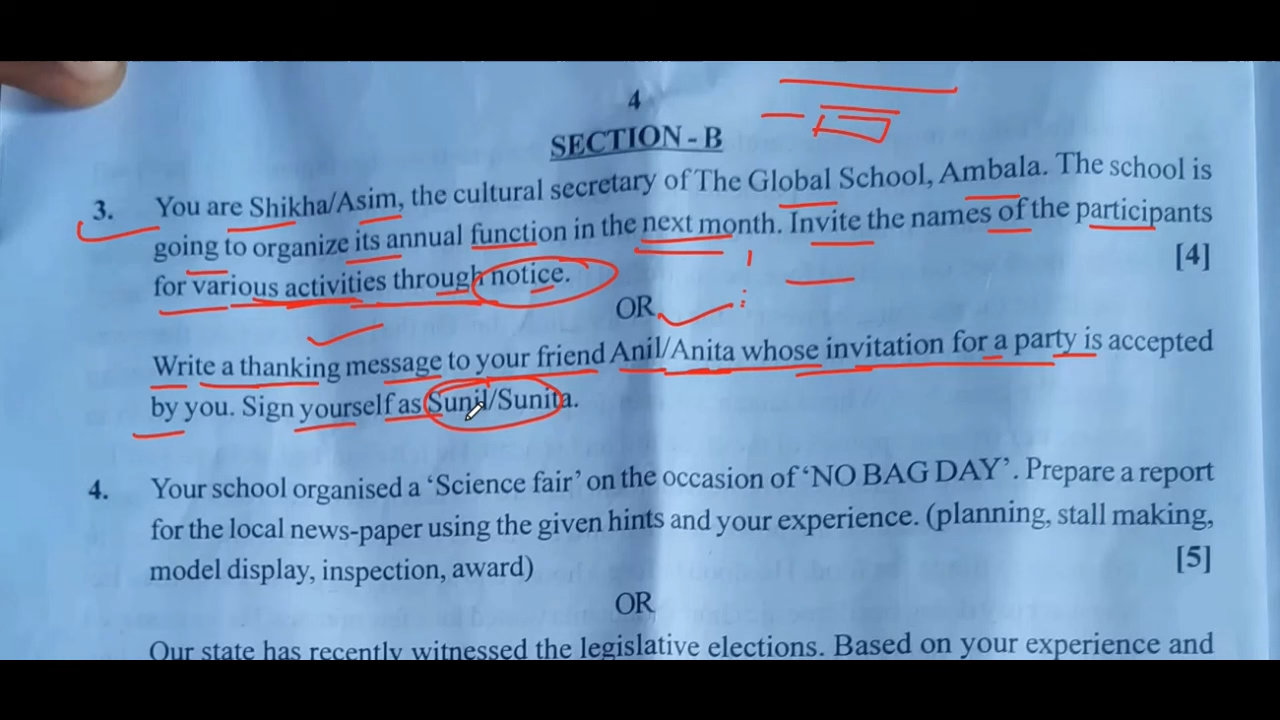 4
SECTION - B
3. You are Shikha/Asim, the cultural secretary of The Global School, Ambala. The school is
going to organize its annual function in the next month. Invite the names of the participants
for various activities through notice. [4]
OR
Write a thanking message to your friend Anil/Anita whose invitation for a party is accepted
by you. Sign yourself as Sunil/Sunita.
4. Your school organised a ‘Science fair’ on the occasion of ‘NO BAG DAY’. Prepare a report
for the local news-paper using the given hints and your experience. (planning, stall making,
model display, inspection, award) [5]
OR
Our state has recently witnessed the legislative elections. Based on your experience and